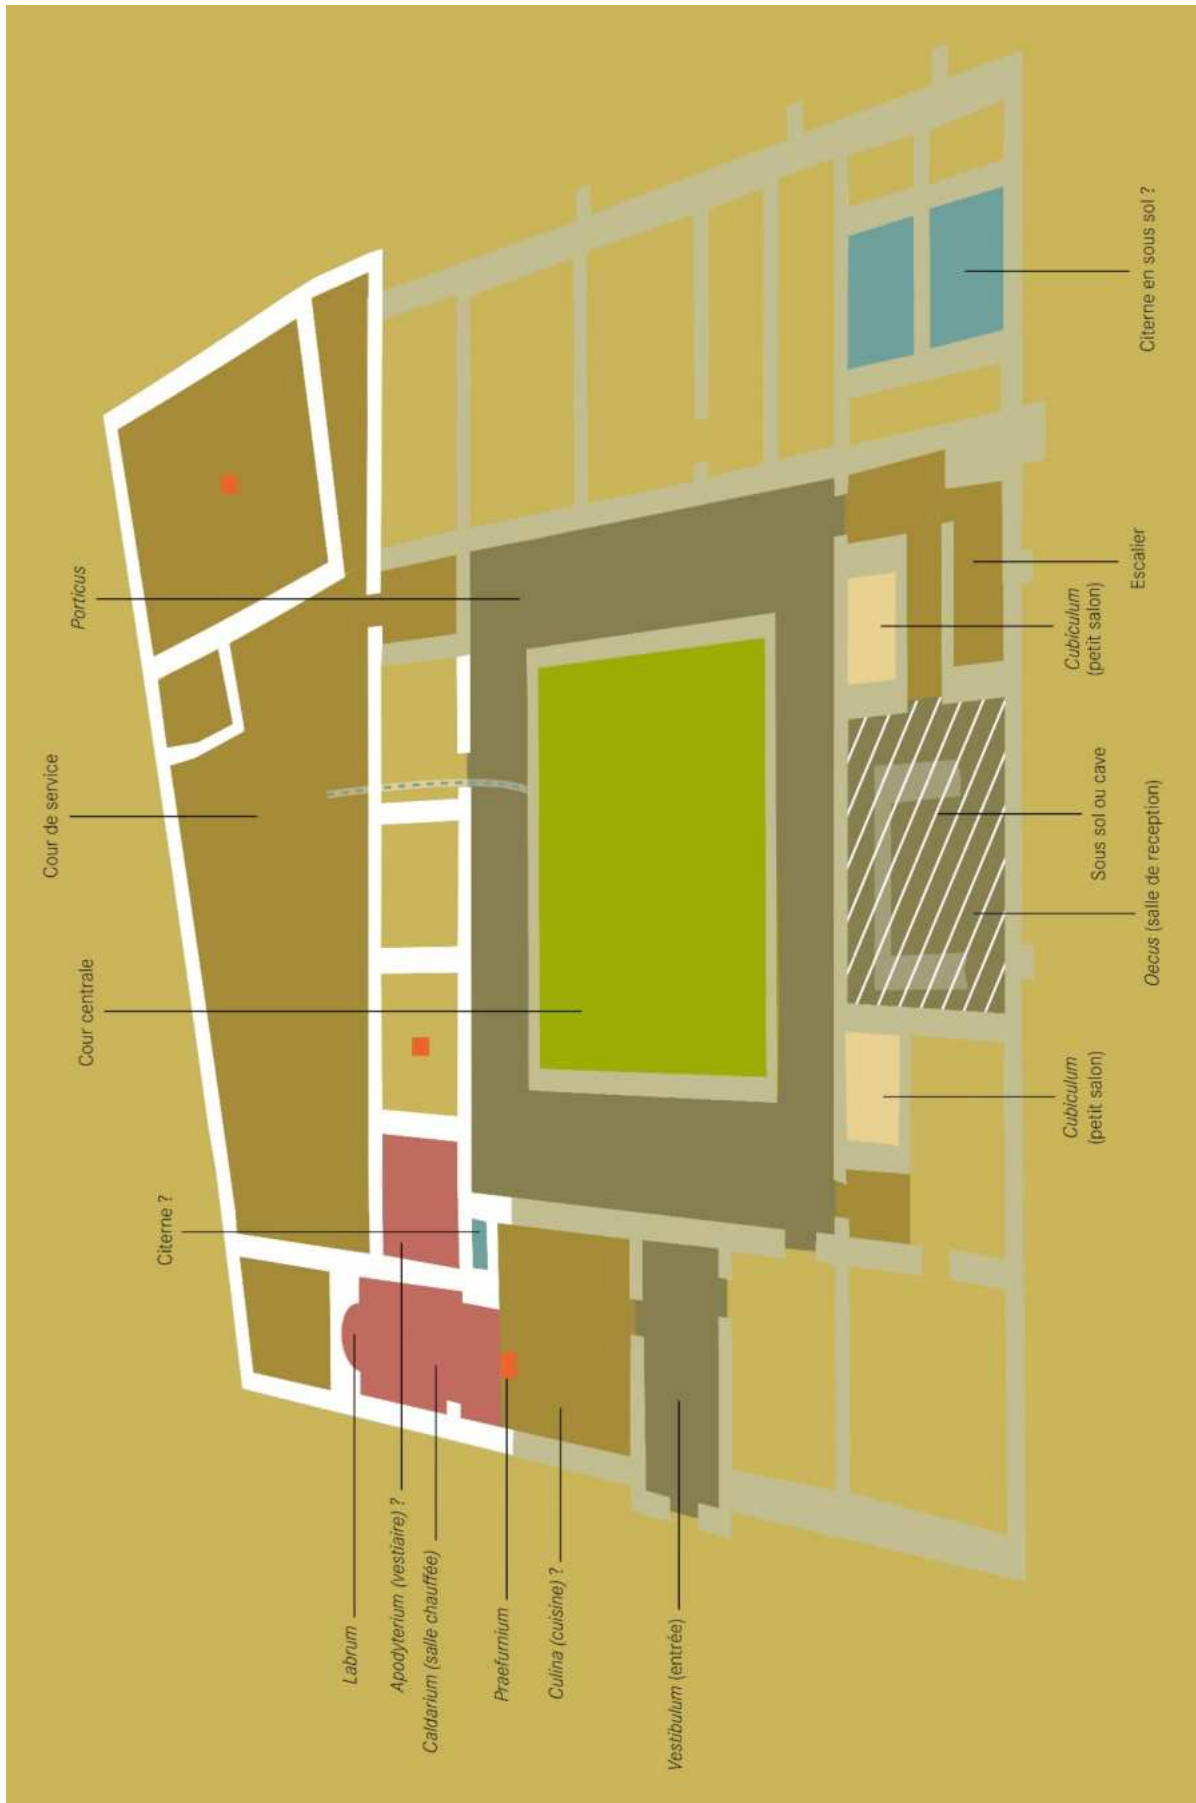 Cour de service
Cour centrale
Porticus
Citerne ?
Labrum
Apodyterium (vestiaire) ?
Caldarium (salle chauffée)
Praefurnium
Culina (cuisine) ?
Vestibulum (entrée)
Cubiculum
(petit salon)
Cubiculum
(petit salon)
Sous sol ou cave
Escalier
Oecus (salle de reception)
Citerne en sous sol ?